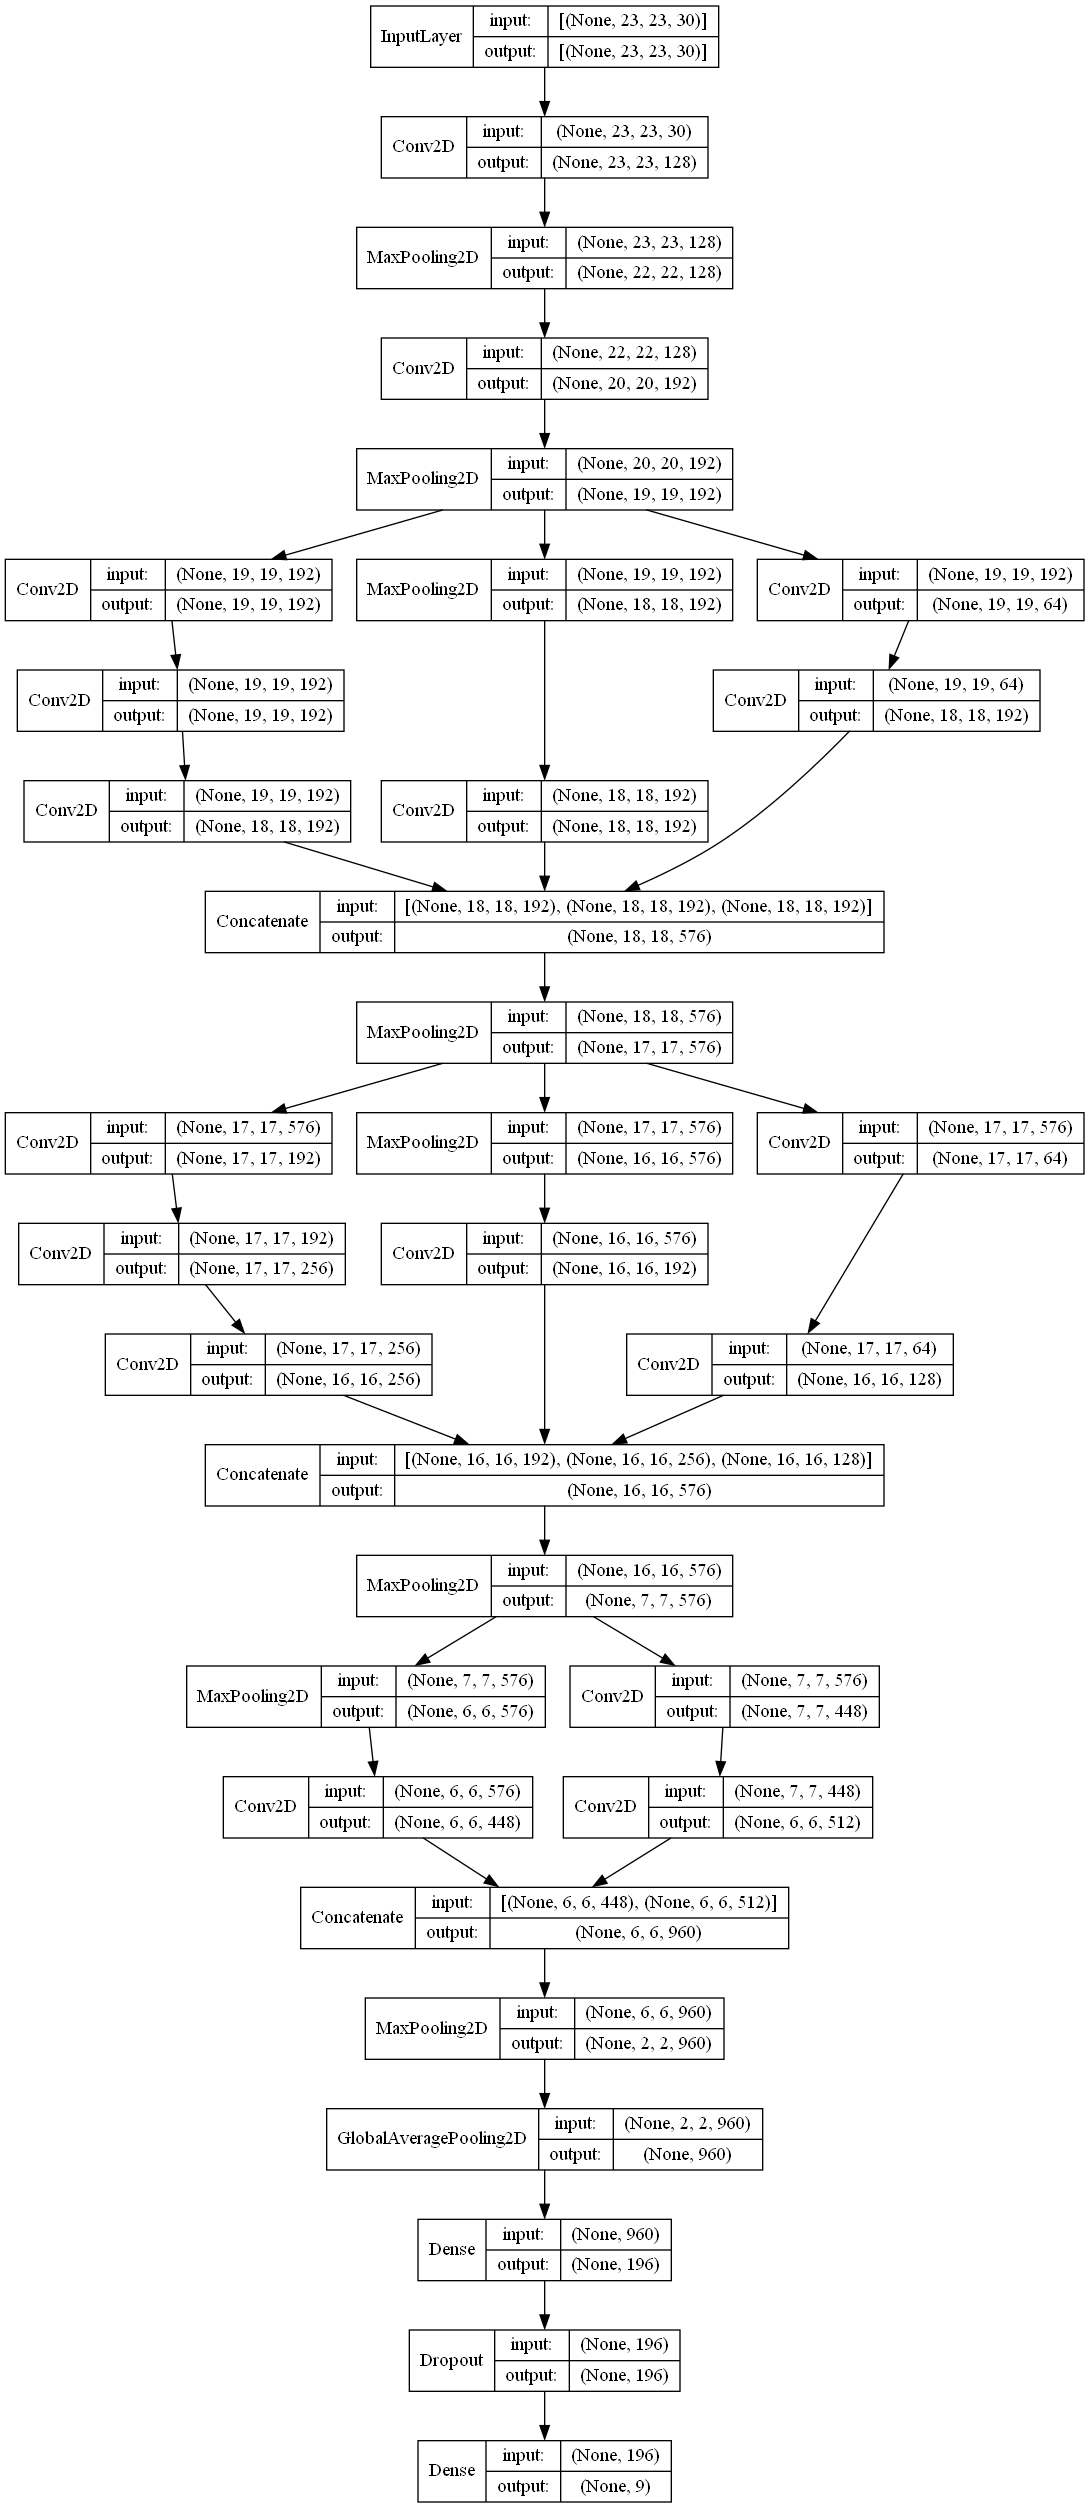 InputLayer input: [(None, 23, 23, 30)]
output: [(None, 23, 23, 30)]
Conv2D input: (None, 23, 23, 30)
output: (None, 23, 23, 128)
MaxPooling2D input: (None, 23, 23, 128)
output: (None, 22, 22, 128)
Conv2D input: (None, 22, 22, 128)
output: (None, 20, 20, 192)
MaxPooling2D input: (None, 20, 20, 192)
output: (None, 19, 19, 192)
Conv2D input: (None, 19, 19, 192)
output: (None, 19, 19, 192)
MaxPooling2D input: (None, 19, 19, 192)
output: (None, 18, 18, 192)
Conv2D input: (None, 19, 19, 192)
output: (None, 19, 19, 64)
Conv2D input: (None, 19, 19, 192)
output: (None, 19, 19, 192)
Conv2D input: (None, 19, 19, 64)
output: (None, 18, 18, 192)
Conv2D input: (None, 19, 19, 192)
output: (None, 18, 18, 192)
Conv2D input: (None, 18, 18, 192)
output: (None, 18, 18, 192)
Concatenate input: [(None, 18, 18, 192), (None, 18, 18, 192), (None, 18, 18, 192)]
output: (None, 18, 18, 576)
MaxPooling2D input: (None, 18, 18, 576)
output: (None, 17, 17, 576)
Conv2D input: (None, 17, 17, 576)
output: (None, 17, 17, 192)
MaxPooling2D input: (None, 17, 17, 576)
output: (None, 16, 16, 576)
Conv2D input: (None, 17, 17, 576)
output: (None, 17, 17, 64)
Conv2D input: (None, 17, 17, 192)
output: (None, 17, 17, 256)
Conv2D input: (None, 16, 16, 576)
output: (None, 16, 16, 192)
Conv2D input: (None, 17, 17, 256)
output: (None, 16, 16, 256)
Conv2D input: (None, 17, 17, 64)
output: (None, 16, 16, 128)
Concatenate input: [(None, 16, 16, 192), (None, 16, 16, 256), (None, 16, 16, 128)]
output: (None, 16, 16, 576)
MaxPooling2D input: (None, 16, 16, 576)
output: (None, 7, 7, 576)
MaxPooling2D input: (None, 7, 7, 576)
output: (None, 6, 6, 576)
Conv2D input: (None, 7, 7, 576)
output: (None, 7, 7, 448)
Conv2D input: (None, 6, 6, 576)
output: (None, 6, 6, 448)
Conv2D input: (None, 7, 7, 448)
output: (None, 6, 6, 512)
Concatenate input: [(None, 6, 6, 448), (None, 6, 6, 512)]
output: (None, 6, 6, 960)
MaxPooling2D input: (None, 6, 6, 960)
output: (None, 2, 2, 960)
GlobalAveragePooling2D input: (None, 2, 2, 960)
output: (None, 960)
Dense input: (None, 960)
output: (None, 196)
Dropout input: (None, 196)
output: (None, 196)
Dense input: (None, 196)
output: (None, 9)